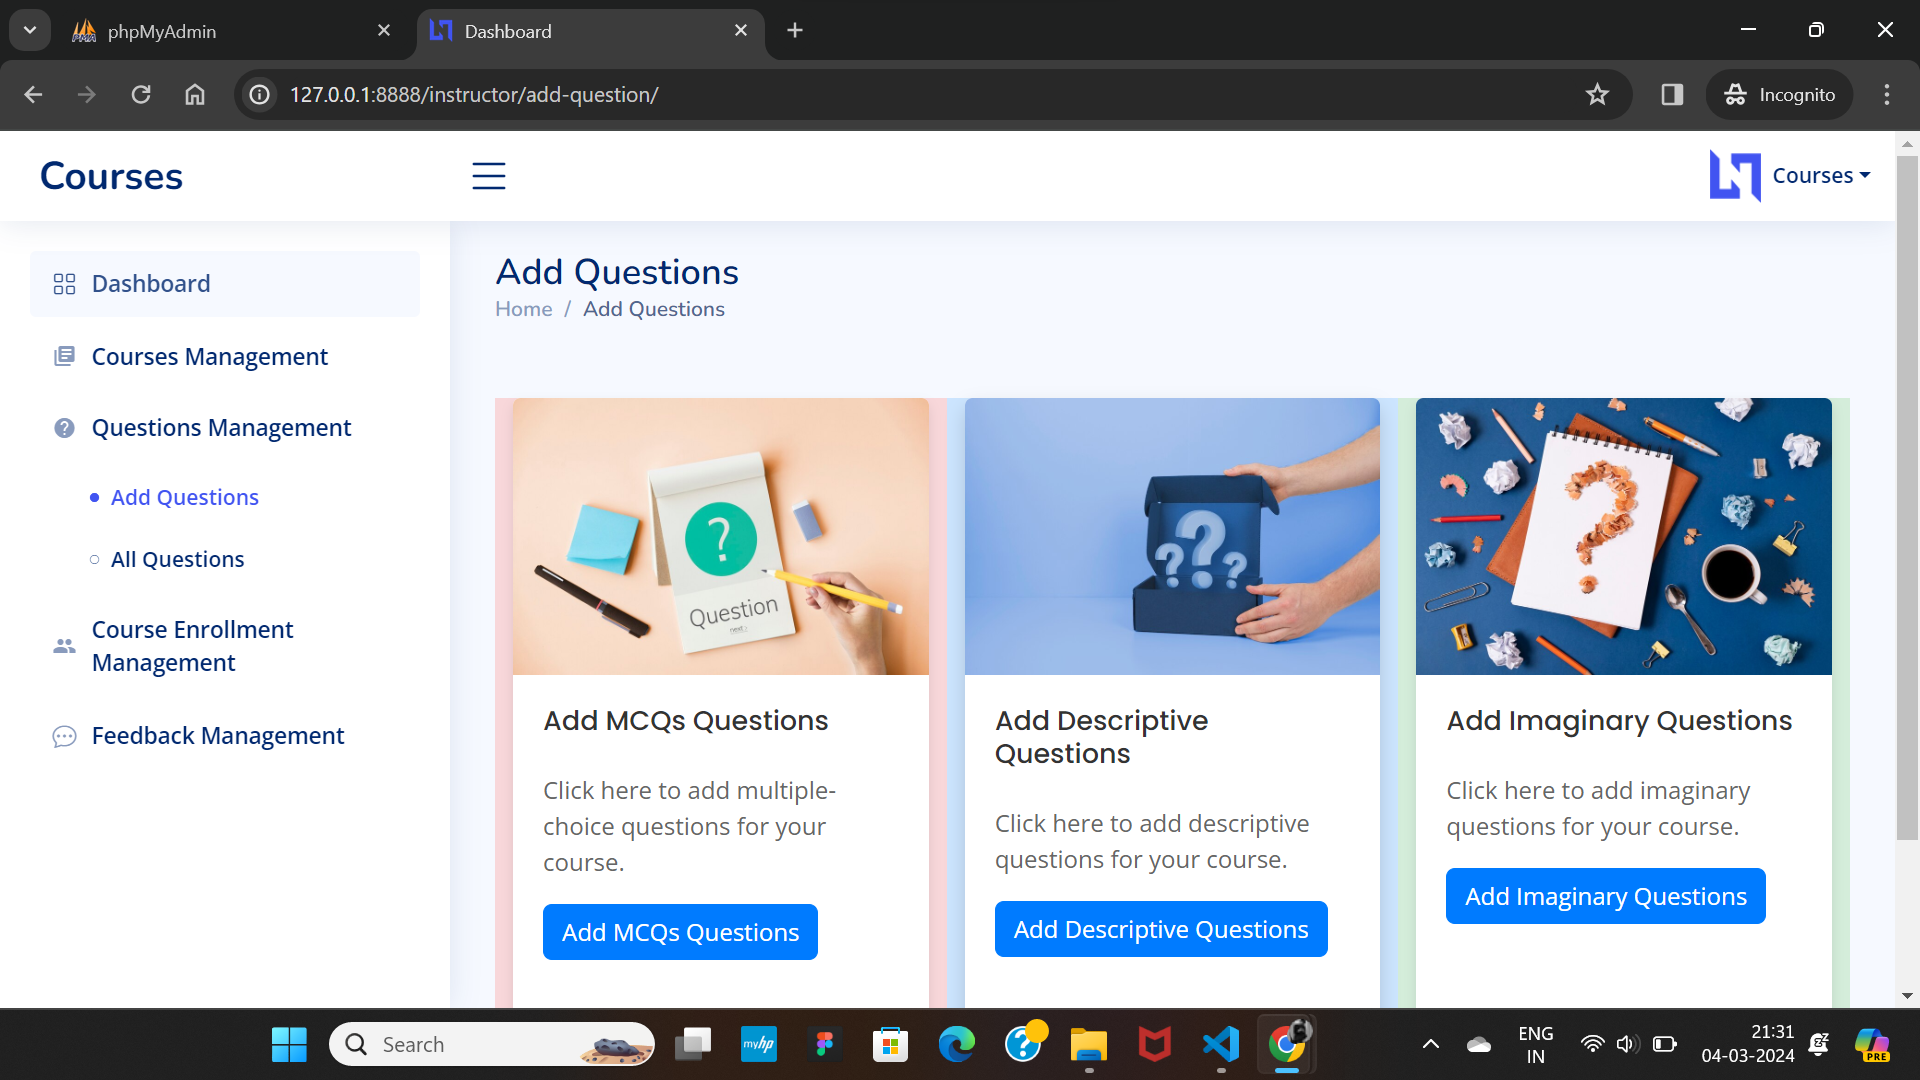 phpMyAdmin
Dashboard
127.0.0.1:8888/instructor/add-question/
Incognito
Courses
Courses
Dashboard
Courses Management
Questions Management
Add Questions
All Questions
Course Enrollment
Management
Feedback Management
Add Questions
Home / Add Questions
?
Question
next>
???
?
Add MCQs Questions
Click here to add multiple-
choice questions for your
course.
Add MCQs Questions
Add Descriptive
Questions
Click here to add descriptive
questions for your course.
Add Descriptive Questions
Add Imaginary Questions
Click here to add imaginary
questions for your course.
Add Imaginary Questions
Search
myhp
ENG
IN
21:31
04-03-2024
PRE